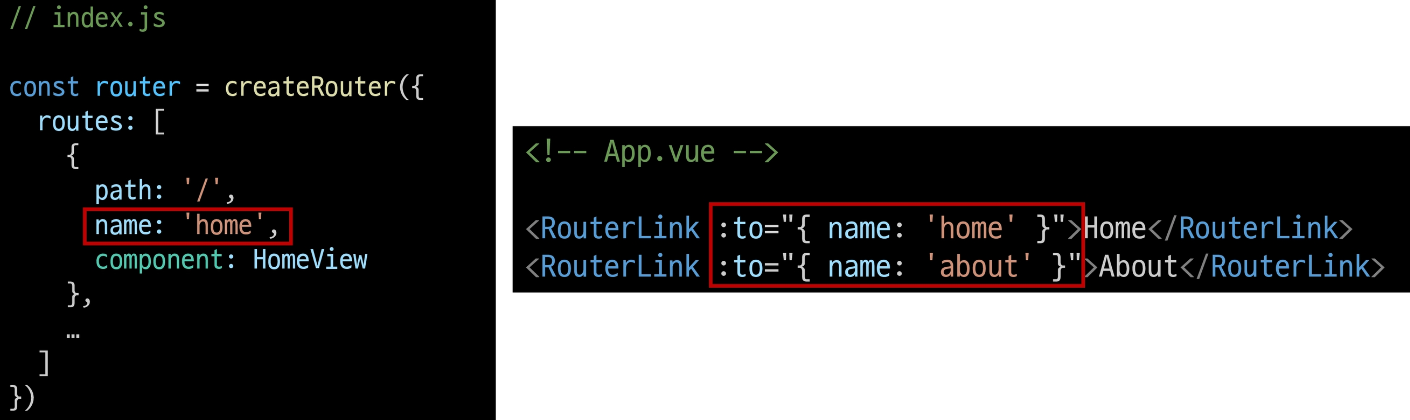 // index.js
const router = createRouter({
routes: [
{
path: '/',
name: 'home',
component: HomeView
},
…
]
})
<!-- App.vue -->
<RouterLink :to="{ name: 'home' }">Home</RouterLink>
<RouterLink :to="{ name: 'about' }">About</RouterLink>